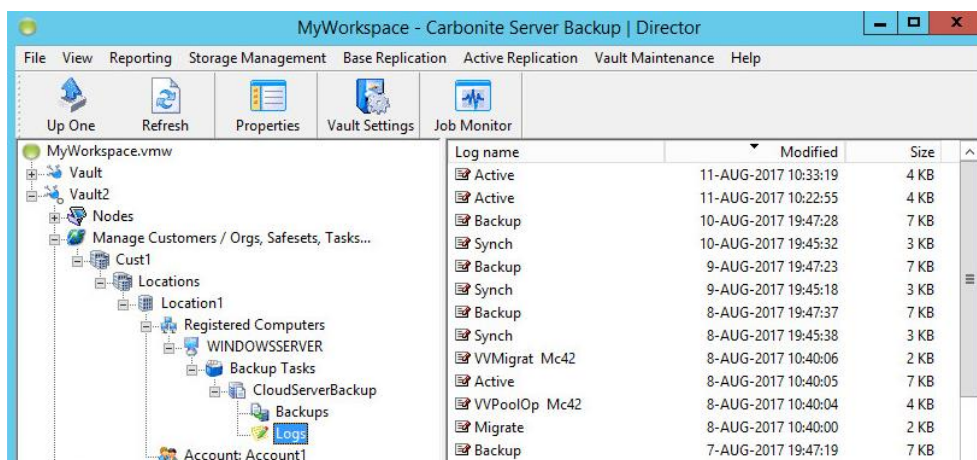 MyWorkspace - Carbonite Server Backup | Director
File View Reporting Storage Management Base Replication Active Replication Vault Maintenance Help
Up One Refresh Properties Vault Settings Job Monitor
MyWorkspace.vmw
Vault
Vault2
Nodes
Manage Customers / Orgs, Safesets, Tasks...
Cust1
Locations
Location1
Registered Computers
WINDOWSSERVER
Backup Tasks
CloudServerBackup
Backups
Logs
Account: Account1
Log name Modified Size
Active 11-AUG-2017 10:33:19 4 KB
Active 11-AUG-2017 10:22:55 4 KB
Backup 10-AUG-2017 19:47:28 7 KB
Synch 10-AUG-2017 19:45:32 3 KB
Backup 9-AUG-2017 19:47:23 7 KB
Synch 9-AUG-2017 19:45:18 3 KB
Backup 8-AUG-2017 19:47:37 7 KB
Synch 8-AUG-2017 19:45:38 3 KB
VVMigrat Mc42 8-AUG-2017 10:40:06 2 KB
Active 8-AUG-2017 10:40:05 7 KB
VVPoolOp Mc42 8-AUG-2017 10:40:04 4 KB
Migrate 8-AUG-2017 10:40:00 2 KB
Backup 7-AUG-2017 19:47:19 7 KB